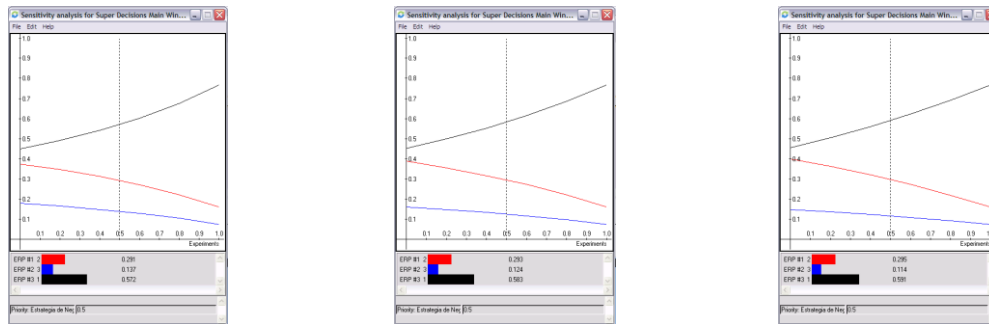 Sensitivity analysis for Super Decisions Main Win...
File Edit Help
1.0
0.9
0.8
0.7
0.6
0.5
0.4
0.3
0.2
0.1
0.1 0.2 0.3 0.4 0.5 0.6 0.7 0.8 0.9 1.0
Experiments
ERP #1 2 0.291
ERP #2 3 0.137
ERP #3 1 0.572
Priority: Estrategia de Neg 0.5
Sensitivity analysis for Super Decisions Main Win...
File Edit Help
1.0
0.9
0.8
0.7
0.6
0.5
0.4
0.3
0.2
0.1
0.1 0.2 0.3 0.4 0.5 0.6 0.7 0.8 0.9 1.0
Experiments
ERP #1 2 0.293
ERP #2 3 0.124
ERP #3 1 0.583
Priority: Estrategia de Neg 0.5
Sensitivity analysis for Super Decisions Main Win...
File Edit Help
1.0
0.9
0.8
0.7
0.6
0.5
0.4
0.3
0.2
0.1
0.1 0.2 0.3 0.4 0.5 0.6 0.7 0.8 0.9
Experiments
ERP #1 2 0.295
ERP #2 3 0.114
ERP #3 1 0.591
Priority: Estrategia de Neg 0.5